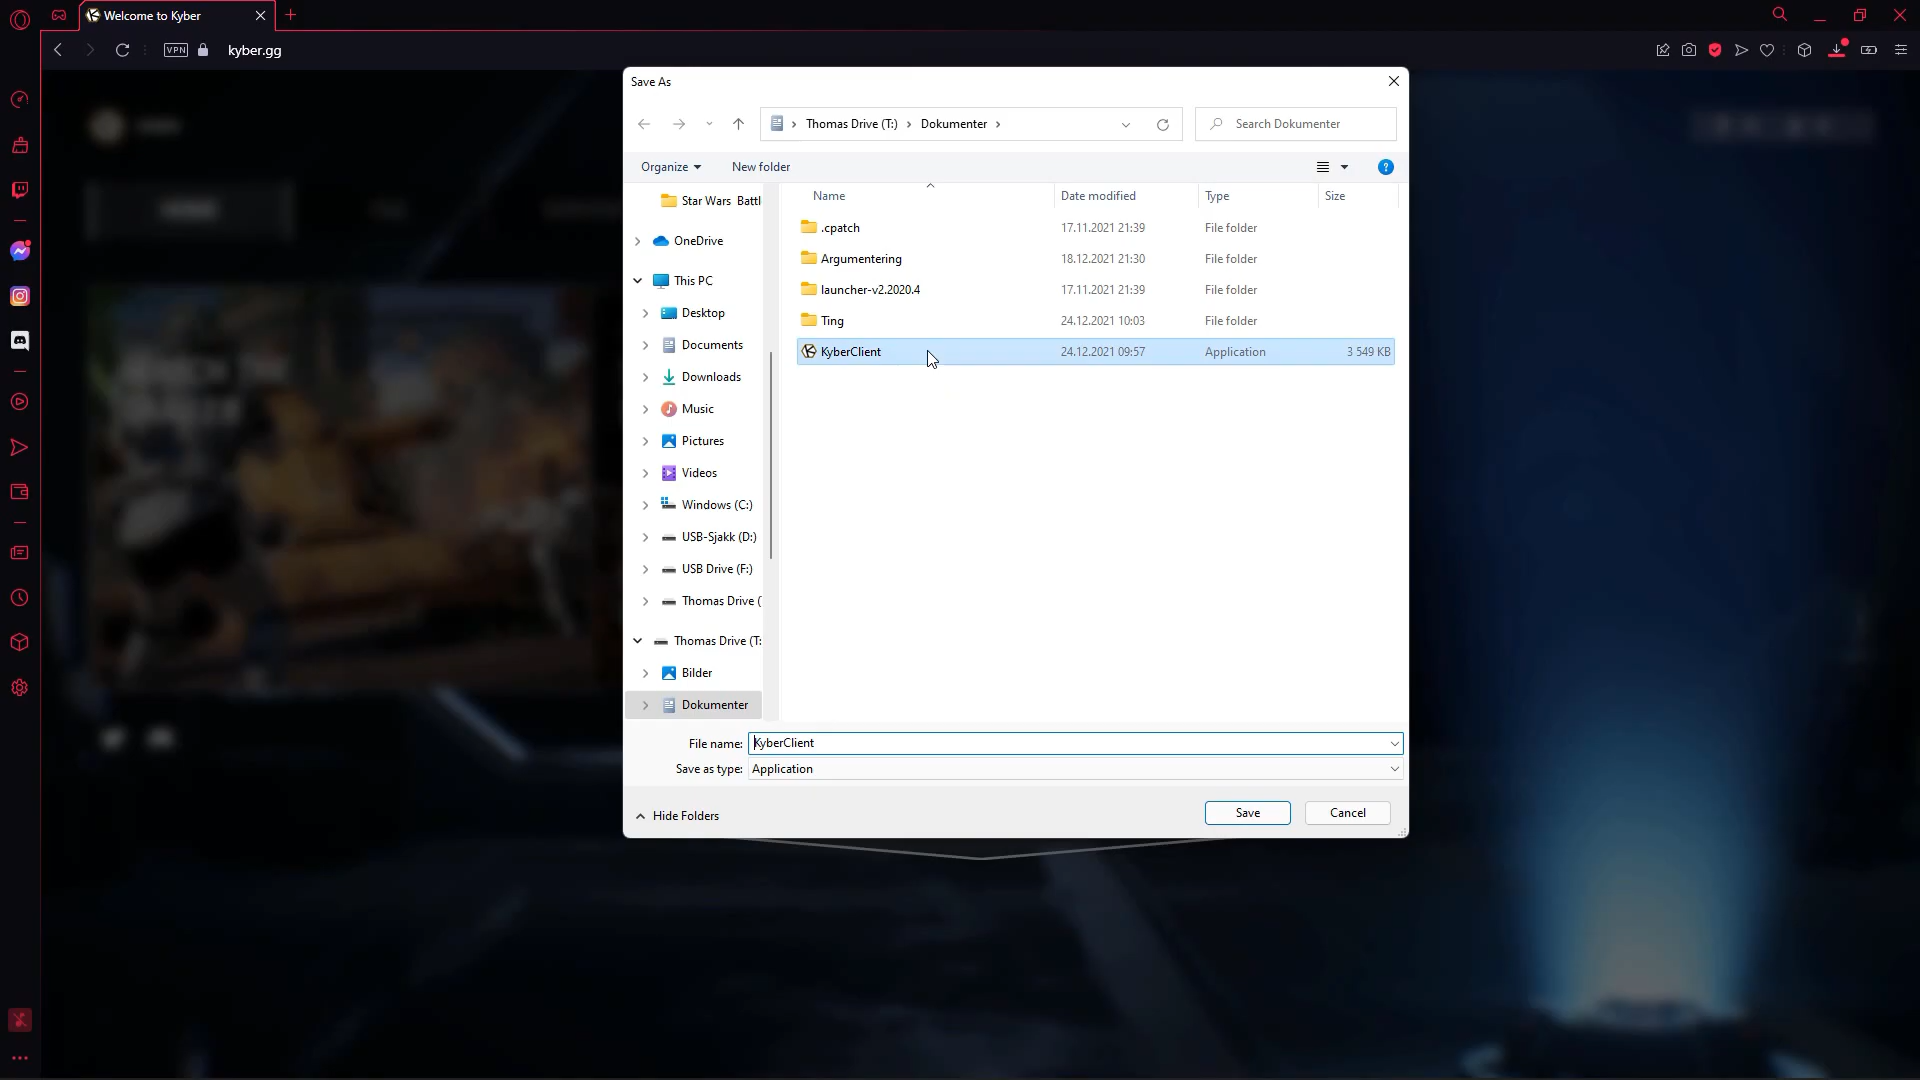 Welcome to Kyber
VPN
kyber.gg
Save As
Thomas Drive (T:)
Dokumenter
Search Dokumenter
Organize
New folder
Name
Date modified
Type
Size
Star Wars Battl
OneDrive
This PC
Desktop
Documents
Downloads
Music
Pictures
Videos
Windows (C:)
USB-Sjakk (D:)
USB Drive (F:)
Thomas Drive (
Thomas Drive (T:
Bilder
Dokumenter
.cpatch 17.11.2021 21:39 File folder
Argumentering 18.12.2021 21:30 File folder
launcher-v2.2020.4 17.11.2021 21:39 File folder
Ting 24.12.2021 10:03 File folder
KyberClient 24.12.2021 09:57 Application 3 549 KB
File name: KyberClient
Save as type: Application
Hide Folders
Save
Cancel